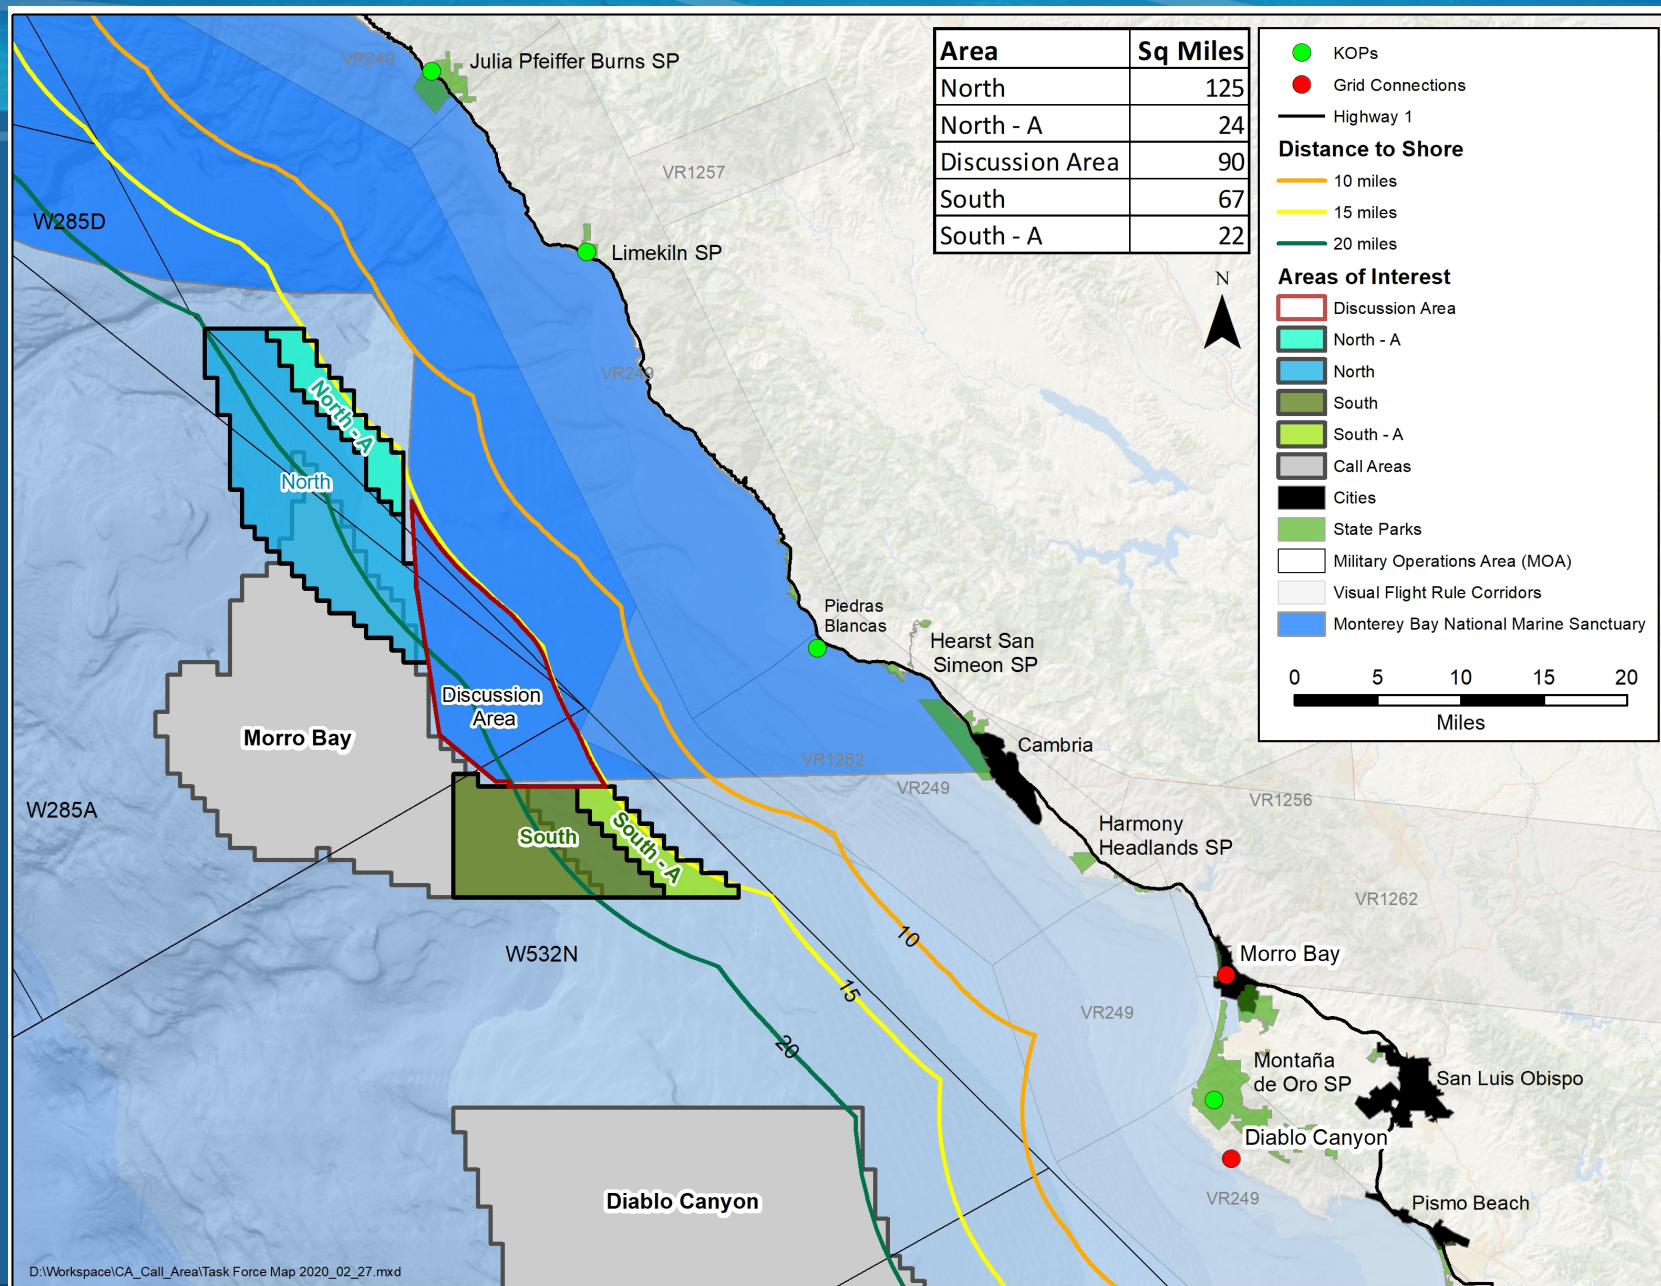 VR249
Julia Pfeiffer Burns SP
VR1257
W285D
Limekiln SP
VR249
North - A
North
Piedras
Blancas
Hearst San
Simeon SP
Discussion
Area
Morro Bay
Cambria
VR1262
VR249
VR1256
W285A
South
South - A
Harmony
Headlands SP
VR1262
10
W532N
Morro Bay
15
VR249
20
Montaña
de Oro SP
San Luis Obispo
Diablo Canyon
Diablo Canyon
VR249
Pismo Beach
D:\Workspace\CA_Call_Area\Task Force Map 2020_02_27.mxd
Area Sq Miles
North 125
North - A 24
Discussion Area 90
South 67
South - A 22
N
KOPs
Grid Connections
Highway 1
Distance to Shore
10 miles
15 miles
20 miles
Areas of Interest
Discussion Area
North - A
North
South
South - A
Call Areas
Cities
State Parks
Military Operations Area (MOA)
Visual Flight Rule Corridors
Monterey Bay National Marine Sanctuary
0 5 10 15 20
Miles